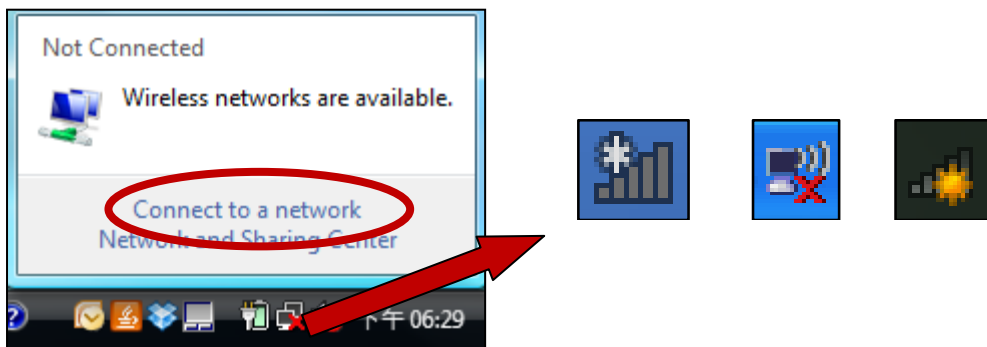 Not Connected
Wireless networks are available.
Connect to a network
Network and Sharing Center
下午 06:29